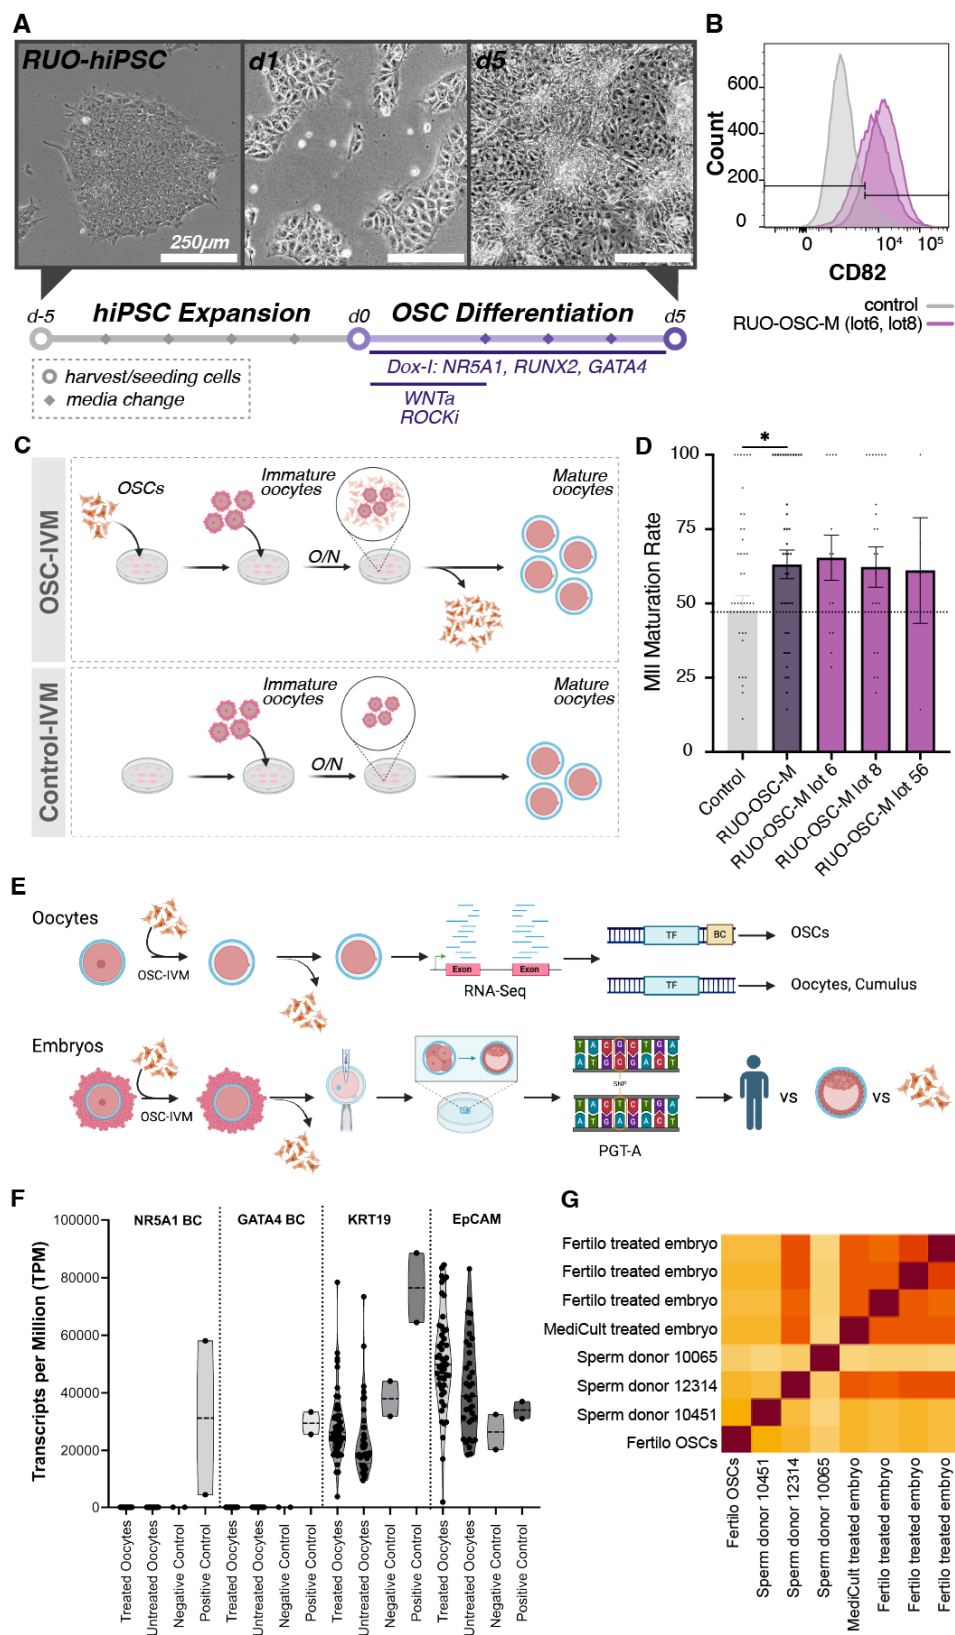 A
RUO-hiPSC
d1
d5
250µm
d-5
hiPSC Expansion
d0
OSC Differentiation
d5
harvest/seeding cells
media change
Dox-I: NR5A1, RUNX2, GATA4
WNTa
ROCKi
B
Count
600
400
200
0
0
10⁴
10⁵
CD82
control
RUO-OSC-M (lot6, lot8)
C
OSC-IVM
OSCs
Immature
oocytes
O/N
Mature
oocytes
Control-IVM
Immature
oocytes
O/N
Mature
oocytes
D
MII Maturation Rate
100
75
50
25
0
*
Control
RUO-OSC-M
RUO-OSC-M lot 6
RUO-OSC-M lot 8
RUO-OSC-M lot 56
E
Oocytes
OSC-IVM
Exon
Exon
RNA-Seq
TF
BC
OSCs
TF
Oocytes, Cumulus
Embryos
OSC-IVM
T A C G C T G A
A T G C G A C T
SNP
T A C T C T G A
A T G A G A C T
PGT-A
vs
vs
F
Transcripts per Million (TPM)
100000
80000
60000
40000
20000
0
NR5A1 BC
GATA4 BC
KRT19
EpCAM
Treated Oocytes
Untreated Oocytes
Negative Control
Positive Control
Treated Oocytes
Untreated Oocytes
Negative Control
Positive Control
Treated Oocytes
Untreated Oocytes
Negative Control
Positive Control
Treated Oocytes
Untreated Oocytes
Negative Control
Positive Control
G
Fertilo treated embryo
Fertilo treated embryo
Fertilo treated embryo
MediCult treated embryo
Sperm donor 10065
Sperm donor 12314
Sperm donor 10451
Fertilo OSCs
Fertilo OSCs
Sperm donor 10451
Sperm donor 12314
Sperm donor 10065
MediCult treated embryo
Fertilo treated embryo
Fertilo treated embryo
Fertilo treated embryo